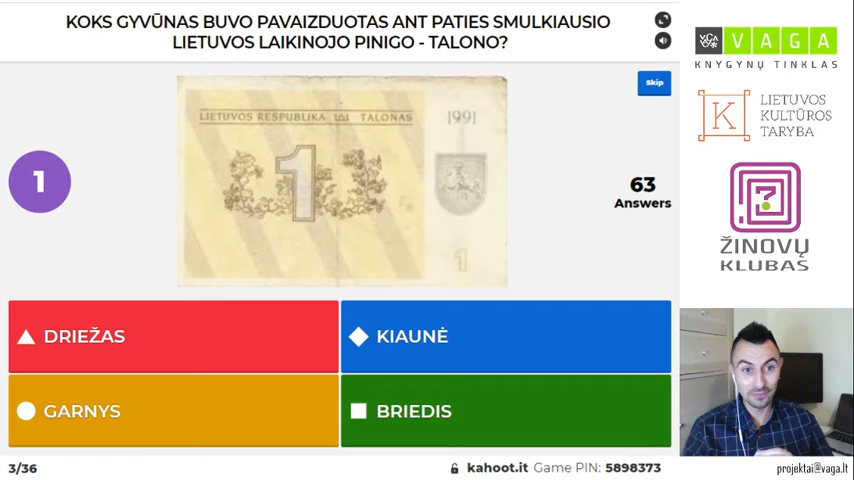 KOKS GYVŪNAS BUVO PAVAIZDUOTAS ANT PATIES SMULKIAUSIO
LIETUVOS LAIKINOJO PINIGO - TALONO?
Skip
LIETUVOS RESPUBLIKA TALONAS
1991
1
1
1
63
Answers
DRIEŽAS
KIAUNĖ
GARNYS
BRIEDIS
3/36
kahoot.it Game PIN: 5898373
VAGA
KNYGYNŲ TINKLAS
K
LIETUVOS
KULTŪROS
TARYBA
?
ŽINOVŲ
KLUBAS
projektai@vaga.lt